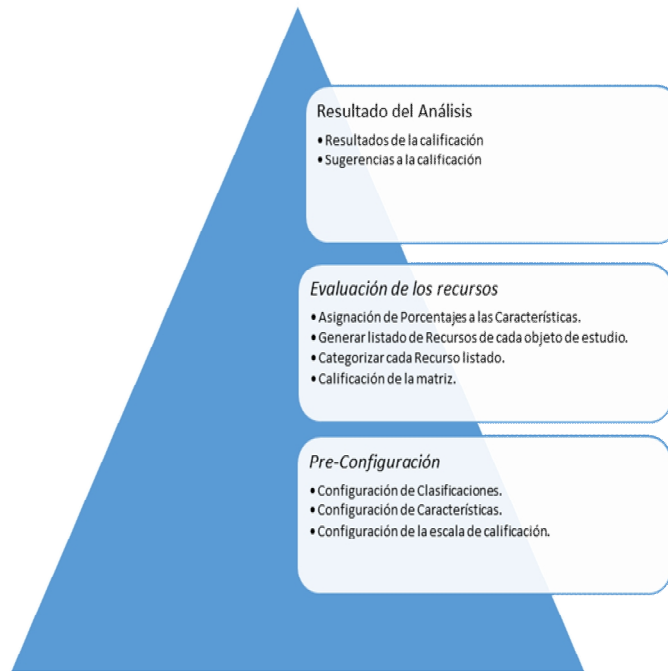 Resultado del Análisis
• Resultados de la calificación
• Sugerencias a la calificación
Evaluación de los recursos
• Asignación de Porcentajes a las Características.
• Generar listado de Recursos de cada objeto de estudio.
• Categorizar cada Recurso listado.
• Calificación de la matriz.
Pre-Configuración
• Configuración de Clasificaciones.
• Configuración de Características.
• Configuración de la escala de calificación.